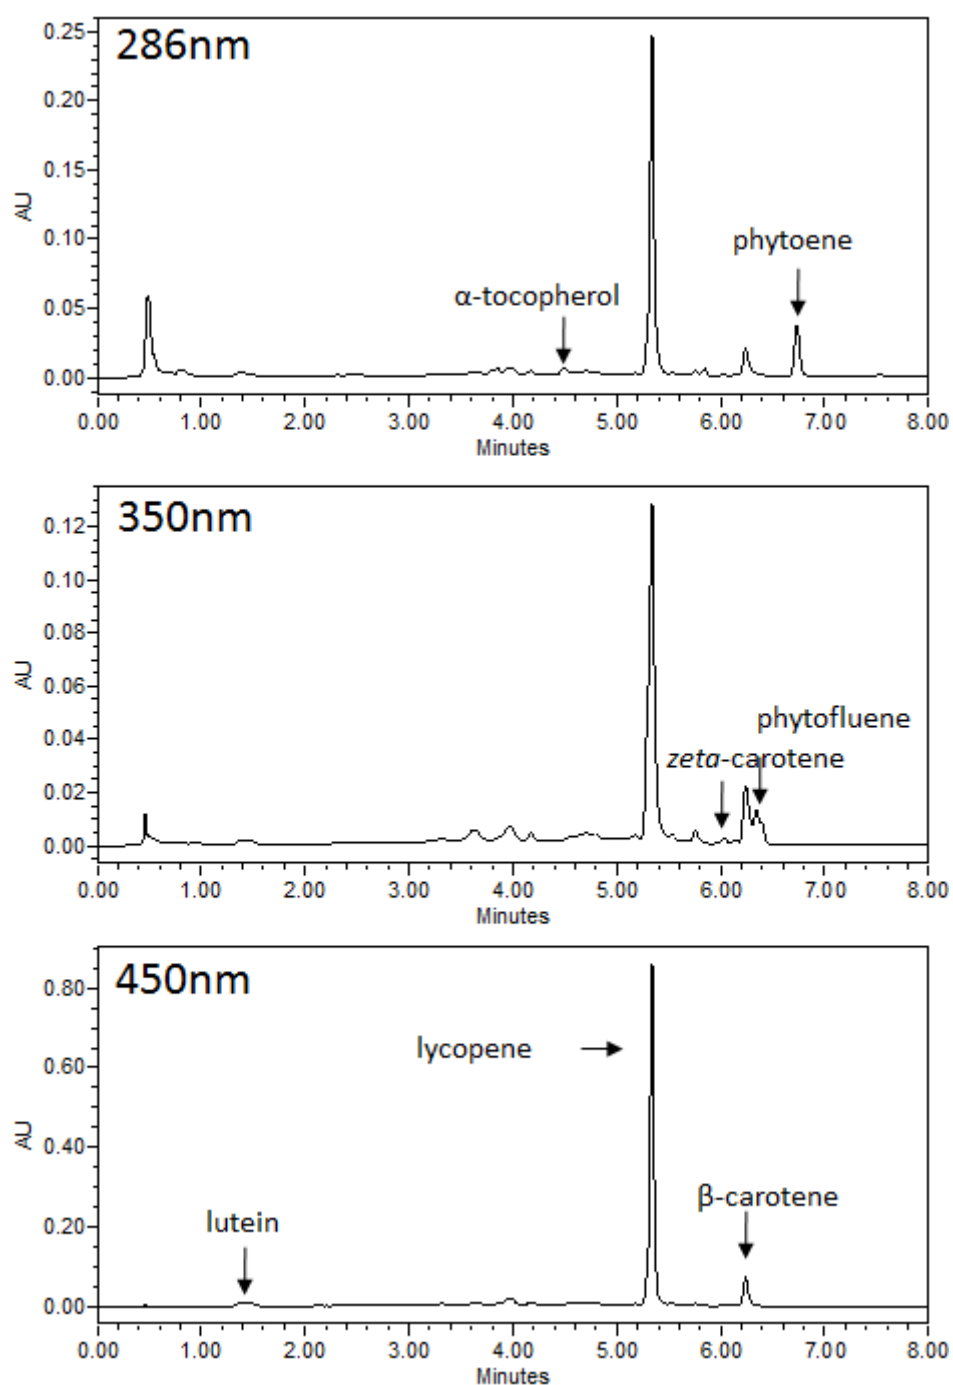 286nm
0.25
0.20
0.15
0.10
0.05
0.00
AU
α-tocopherol
phytoene
0.00 1.00 2.00 3.00 4.00 5.00 6.00 7.00 8.00
Minutes
350nm
0.12
0.10
0.08
0.06
0.04
0.02
0.00
AU
phytofluene
zeta-carotene
0.00 1.00 2.00 3.00 4.00 5.00 6.00 7.00 8.00
Minutes
450nm
0.80
0.60
0.40
0.20
0.00
AU
lycopene
β-carotene
lutein
0.00 1.00 2.00 3.00 4.00 5.00 6.00 7.00 8.00
Minutes